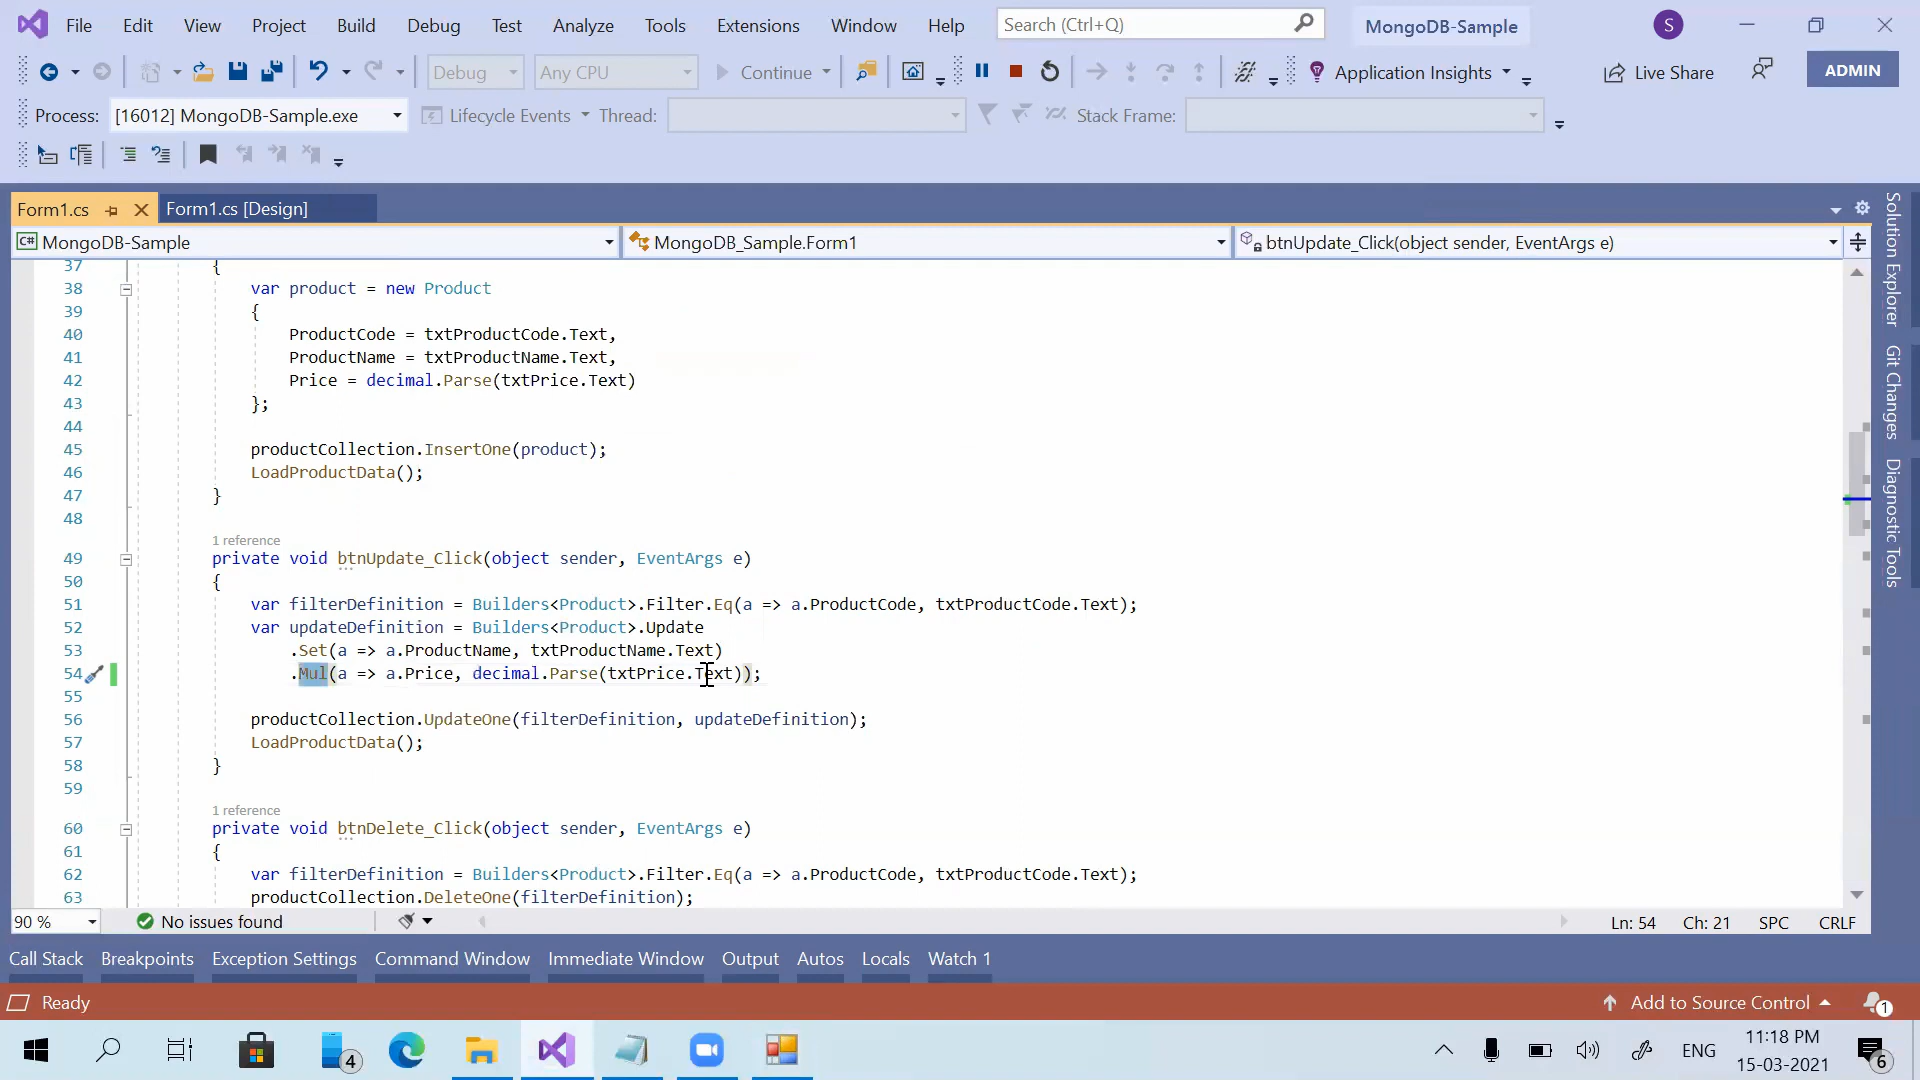 File Edit View Project Build Debug Test Analyze Tools Extensions Window Help Search (Ctrl+Q) MongoDB-Sample S
Debug Any CPU Continue Application Insights Live Share ADMIN
Process: [16012] MongoDB-Sample.exe Lifecycle Events Thread: Stack Frame:
Form1.cs Form1.cs [Design]
C# MongoDB-Sample MongoDB_Sample.Form1 btnUpdate_Click(object sender, EventArgs e)
37 {
38 var product = new Product
39 {
40 ProductCode = txtProductCode.Text,
41 ProductName = txtProductName.Text,
42 Price = decimal.Parse(txtPrice.Text)
43 };
44
45 productCollection.InsertOne(product);
46 LoadProductData();
47 }
48
1 reference
49 private void btnUpdate_Click(object sender, EventArgs e)
50 {
51 var filterDefinition = Builders<Product>.Filter.Eq(a => a.ProductCode, txtProductCode.Text);
52 var updateDefinition = Builders<Product>.Update
53 .Set(a => a.ProductName, txtProductName.Text)
54 .Mul(a => a.Price, decimal.Parse(txtPrice.Text));
55
56 productCollection.UpdateOne(filterDefinition, updateDefinition);
57 LoadProductData();
58 }
59
1 reference
60 private void btnDelete_Click(object sender, EventArgs e)
61 {
62 var filterDefinition = Builders<Product>.Filter.Eq(a => a.ProductCode, txtProductCode.Text);
63 productCollection.DeleteOne(filterDefinition);
Solution Explorer
Git Changes
Diagnostic Tools
90 % No issues found Ln: 54 Ch: 21 SPC CRLF
Call Stack Breakpoints Exception Settings Command Window Immediate Window Output Autos Locals Watch 1
Ready Add to Source Control 1
4 ENG 11:18 PM 6
15-03-2021